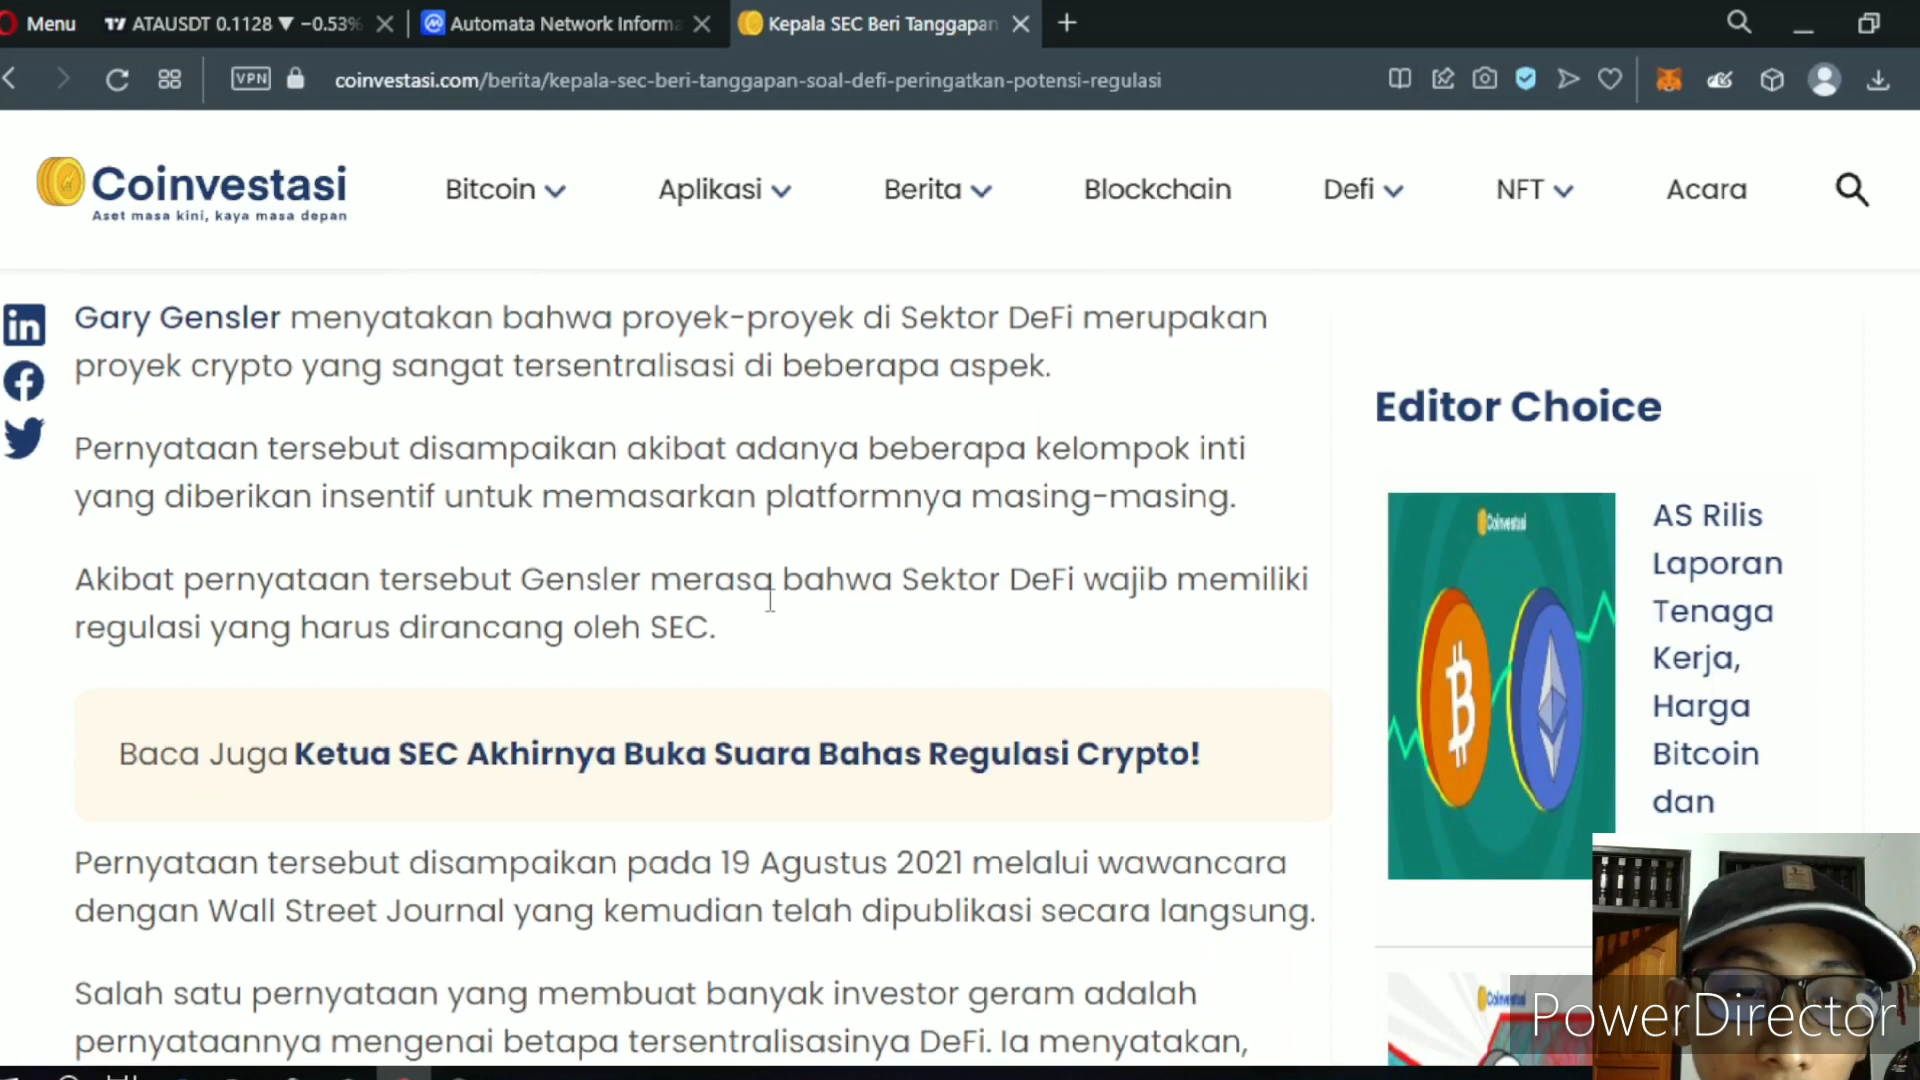 Menu
ATAUSDT 0.1128 ▼ −0.53%
Automata Network Informa
Kepala SEC Beri Tanggapan
VPN
coinvestasi.com/berita/kepala-sec-beri-tanggapan-soal-defi-peringatkan-potensi-regulasi
Coinvestasi
Aset masa kini, kaya masa depan
Bitcoin
Aplikasi
Berita
Blockchain
Defi
NFT
Acara
Gary Gensler menyatakan bahwa proyek-proyek di Sektor DeFi merupakan
proyek crypto yang sangat tersentralisasi di beberapa aspek.
Pernyataan tersebut disampaikan akibat adanya beberapa kelompok inti
yang diberikan insentif untuk memasarkan platformnya masing-masing.
Akibat pernyataan tersebut Gensler merasa bahwa Sektor DeFi wajib memiliki
regulasi yang harus dirancang oleh SEC.
Baca Juga Ketua SEC Akhirnya Buka Suara Bahas Regulasi Crypto!
Pernyataan tersebut disampaikan pada 19 Agustus 2021 melalui wawancara
dengan Wall Street Journal yang kemudian telah dipublikasi secara langsung.
Salah satu pernyataan yang membuat banyak investor geram adalah
pernyataannya mengenai betapa tersentralisasinya DeFi. Ia menyatakan,
Editor Choice
Coinvestasi
AS Rilis
Laporan
Tenaga
Kerja,
Harga
Bitcoin
dan
Coinvestasi
PowerDirector